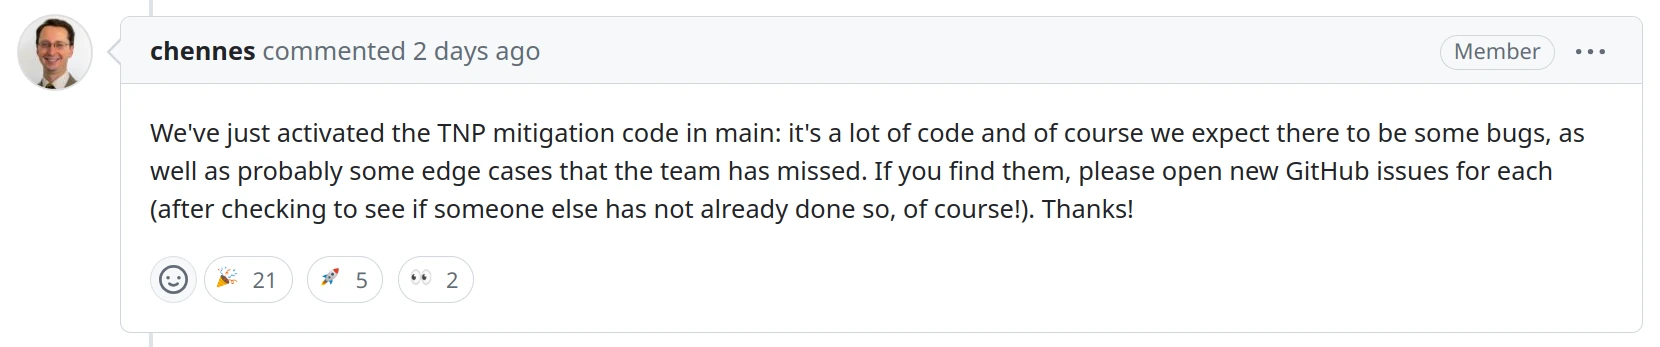 chennes commented 2 days ago Member
We've just activated the TNP mitigation code in main: it's a lot of code and of course we expect there to be some bugs, as
well as probably some edge cases that the team has missed. If you find them, please open new GitHub issues for each
(after checking to see if someone else has not already done so, of course!). Thanks!
🎉 21 🚀 5 👀 2